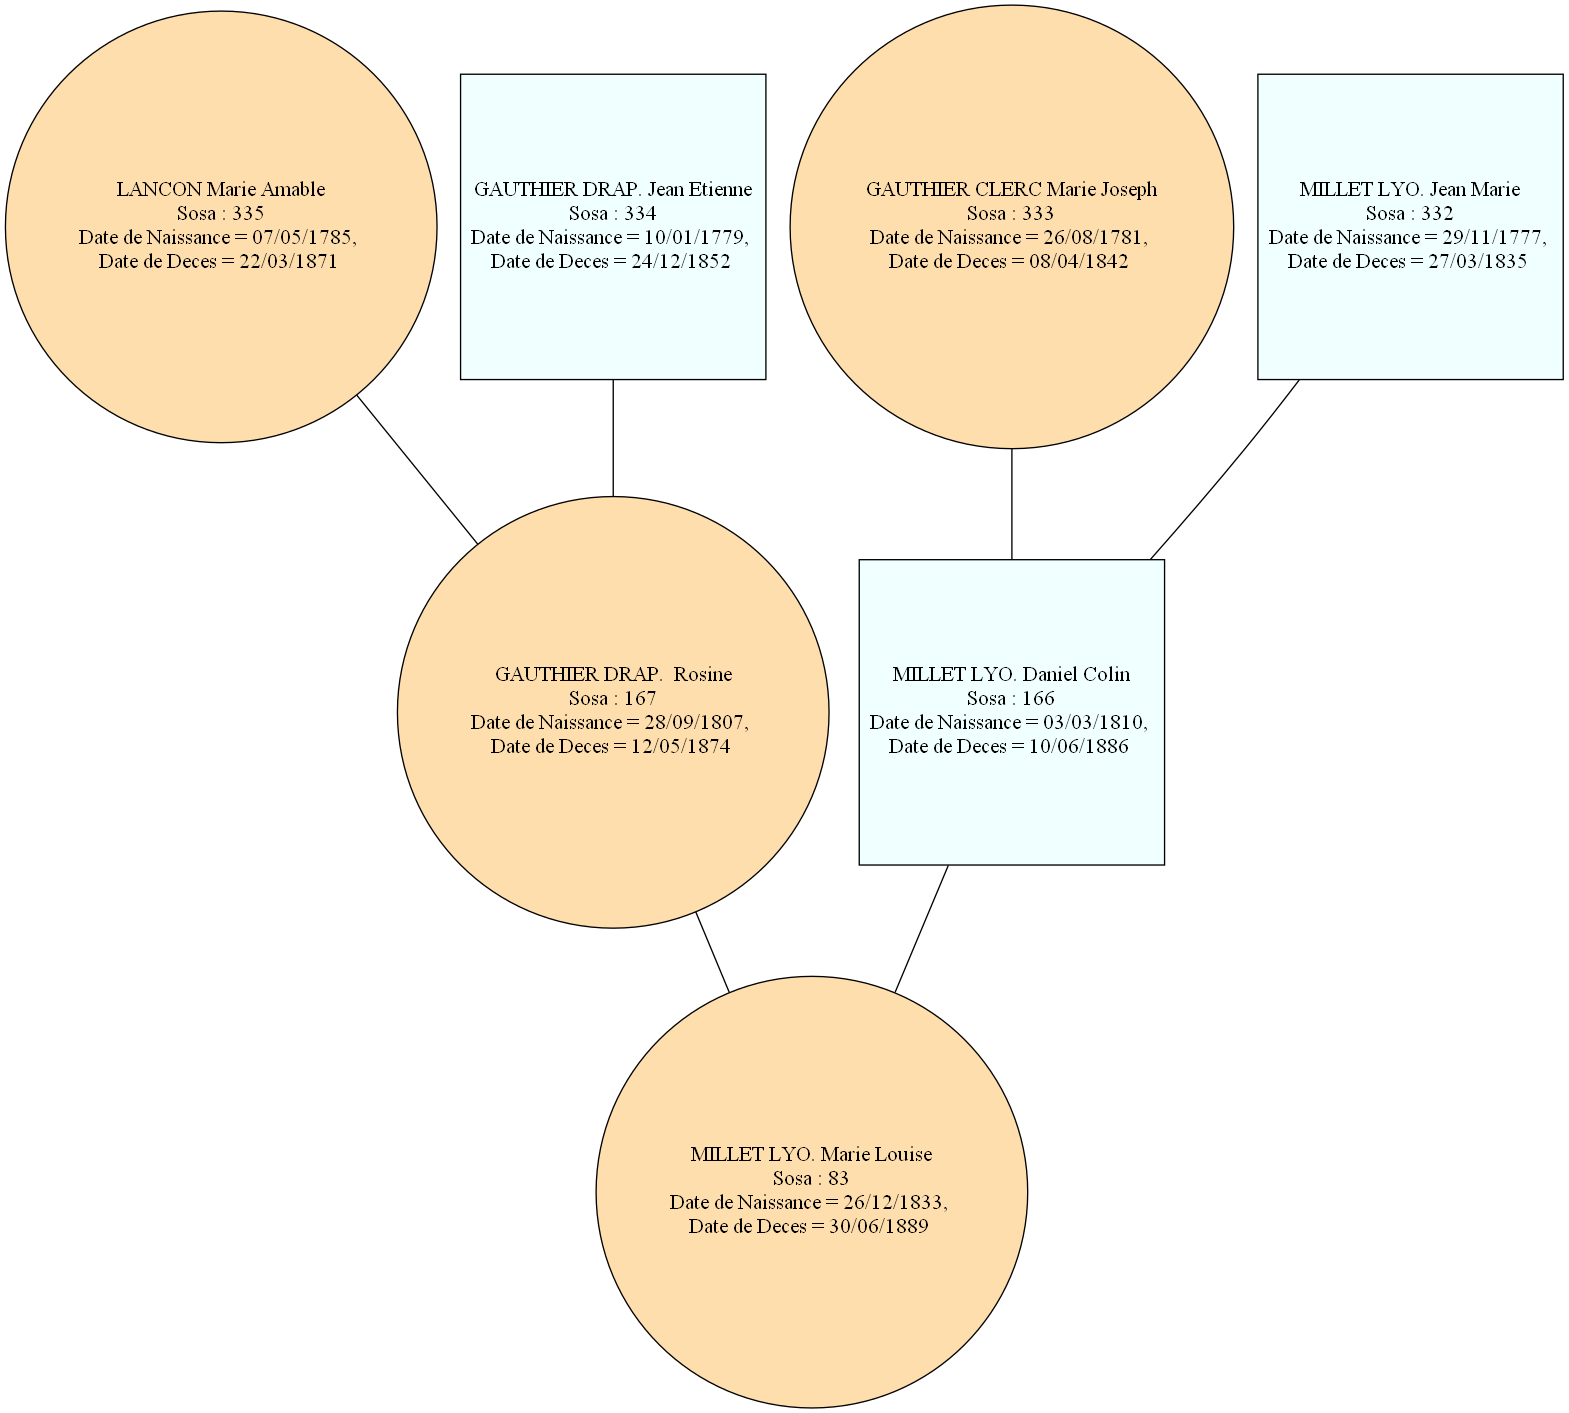 LANCON Marie Amable
Sosa : 335
Date de Naissance = 07/05/1785,
Date de Deces = 22/03/1871
GAUTHIER DRAP. Jean Etienne
Sosa : 334
Date de Naissance = 10/01/1779,
Date de Deces = 24/12/1852
GAUTHIER CLERC Marie Joseph
Sosa : 333
Date de Naissance = 26/08/1781,
Date de Deces = 08/04/1842
MILLET LYO. Jean Marie
Sosa : 332
Date de Naissance = 29/11/1777,
Date de Deces = 27/03/1835
GAUTHIER DRAP.  Rosine
Sosa : 167
Date de Naissance = 28/09/1807,
Date de Deces = 12/05/1874
MILLET LYO. Daniel Colin
Sosa : 166
Date de Naissance = 03/03/1810,
Date de Deces = 10/06/1886
MILLET LYO. Marie Louise
Sosa : 83
Date de Naissance = 26/12/1833,
Date de Deces = 30/06/1889